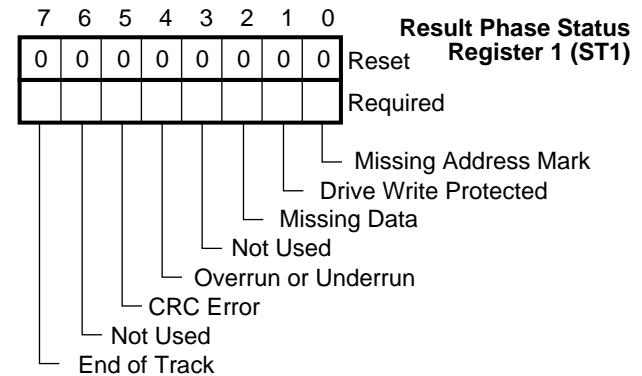 7 6 5 4 3 2 1 0
Result Phase Status
Register 1 (ST1)
0 0 0 0 0 0 0 0 Reset
Required
Missing Address Mark
Drive Write Protected
Missing Data
Not Used
Overrun or Underrun
CRC Error
Not Used
End of Track